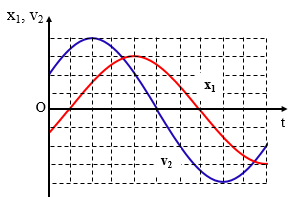 x₁, v₂
x₁
O
t
v₂